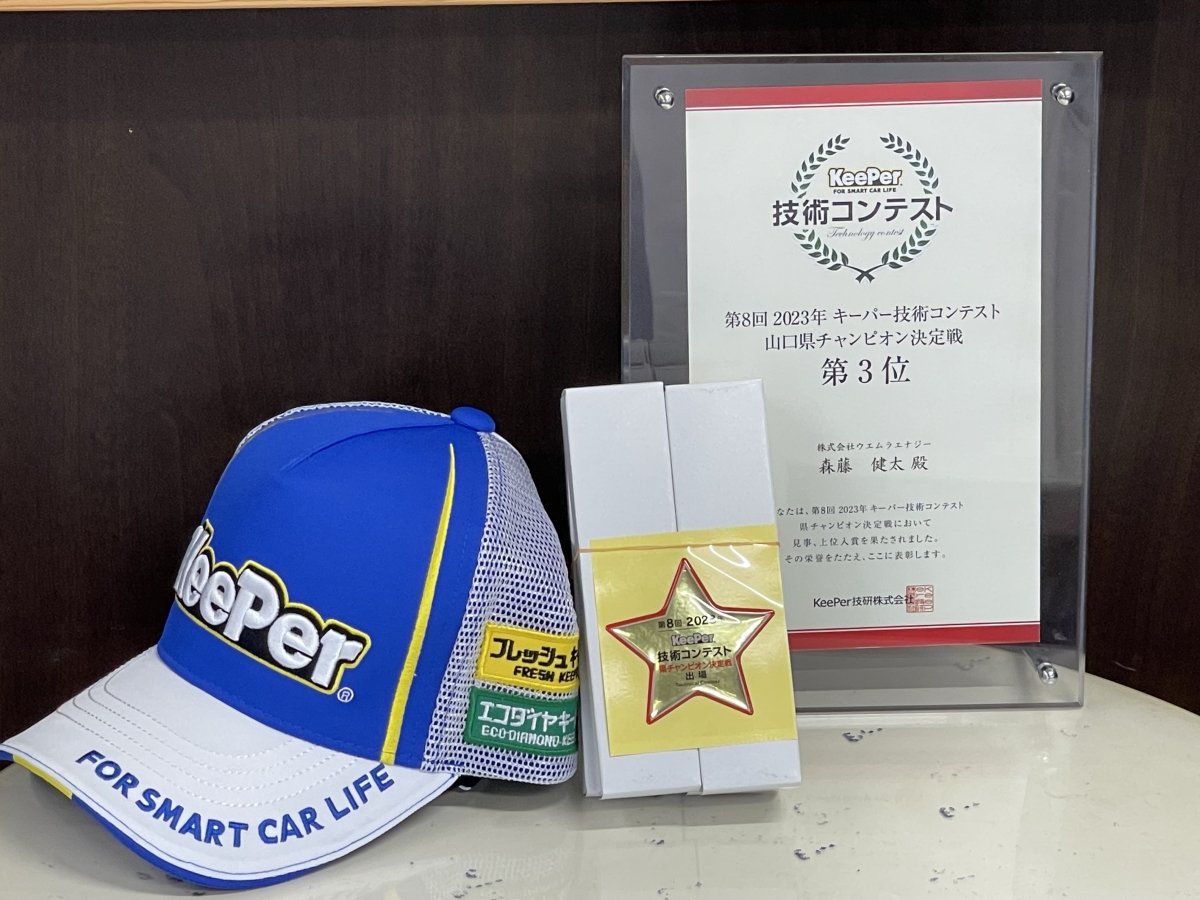 KeePer
FOR SMART CAR LIFE
技術コンテスト
Technology contest
第8回 2023年 キーパー技術コンテスト
山口県チャンピオン決定戦
第3位
株式会社ウエムラエナジー
森藤 健太 殿
なたは、第8回 2023年 キーパー技術コンテスト
県チャンピオン決定戦において
見事、上位入賞を果たされました。
その栄誉をたたえ、ここに表彰します。
KeePer技研株式会社
KeePer
®
フレッシュキ
FRESH KEE
エコダイヤキー
ECO-DIAMOND KEE
FOR SMART CAR LIFE
第8回 2023
KeePer
技術コンテスト
県チャンピオン決定戦
出場